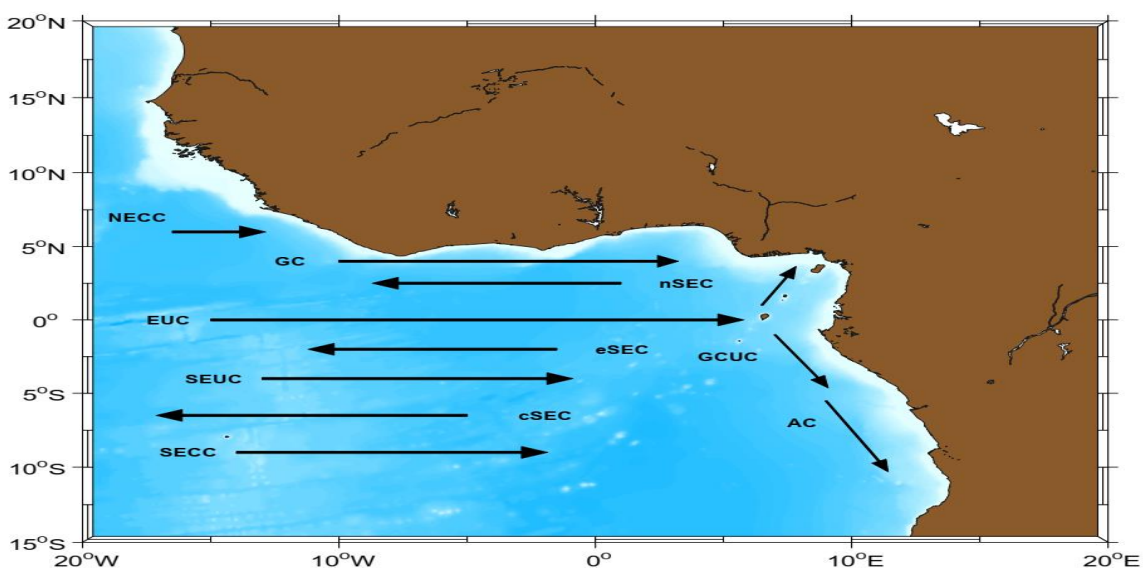 20°N
15°N
10°N
NECC
5°N
GC
nSEC
EUC
0°
eSEC
GCUC
SEUC
5°S
cSEC
AC
SECC
10°S
15°S
20°W
10°W
0°
10°E
20°E